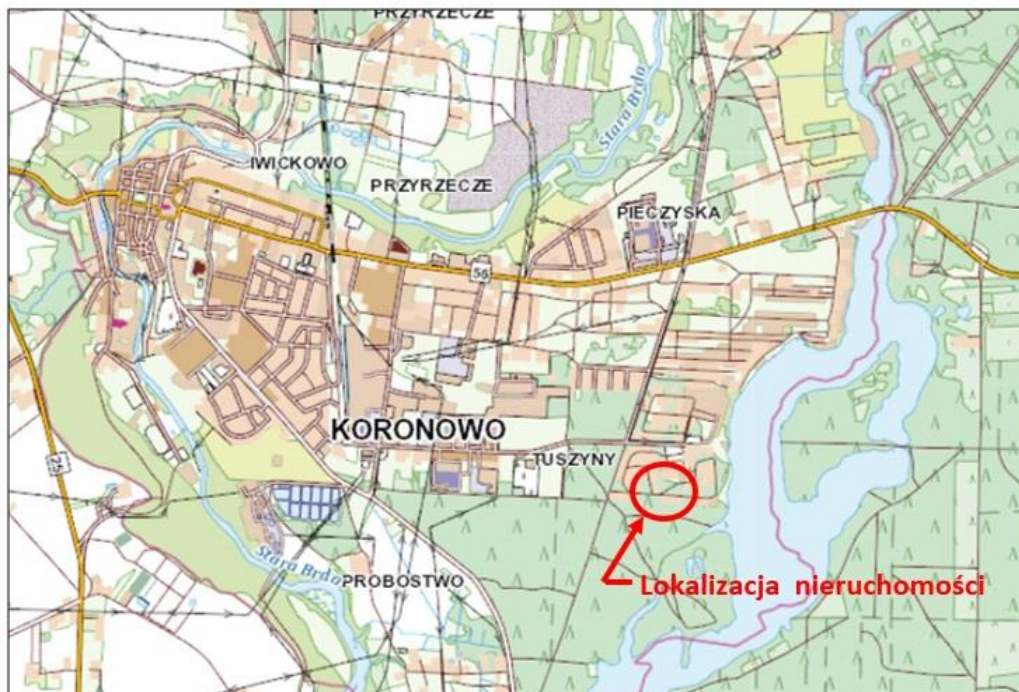 PRZYRZECZE
Stara Brda
IWICKOWO
PRZYRZECZE
PIECZYSKA
56
KORONOWO
TUSZYNY
25
Stara Brda
PROBOSTWO
Lokalizacja nieruchomości